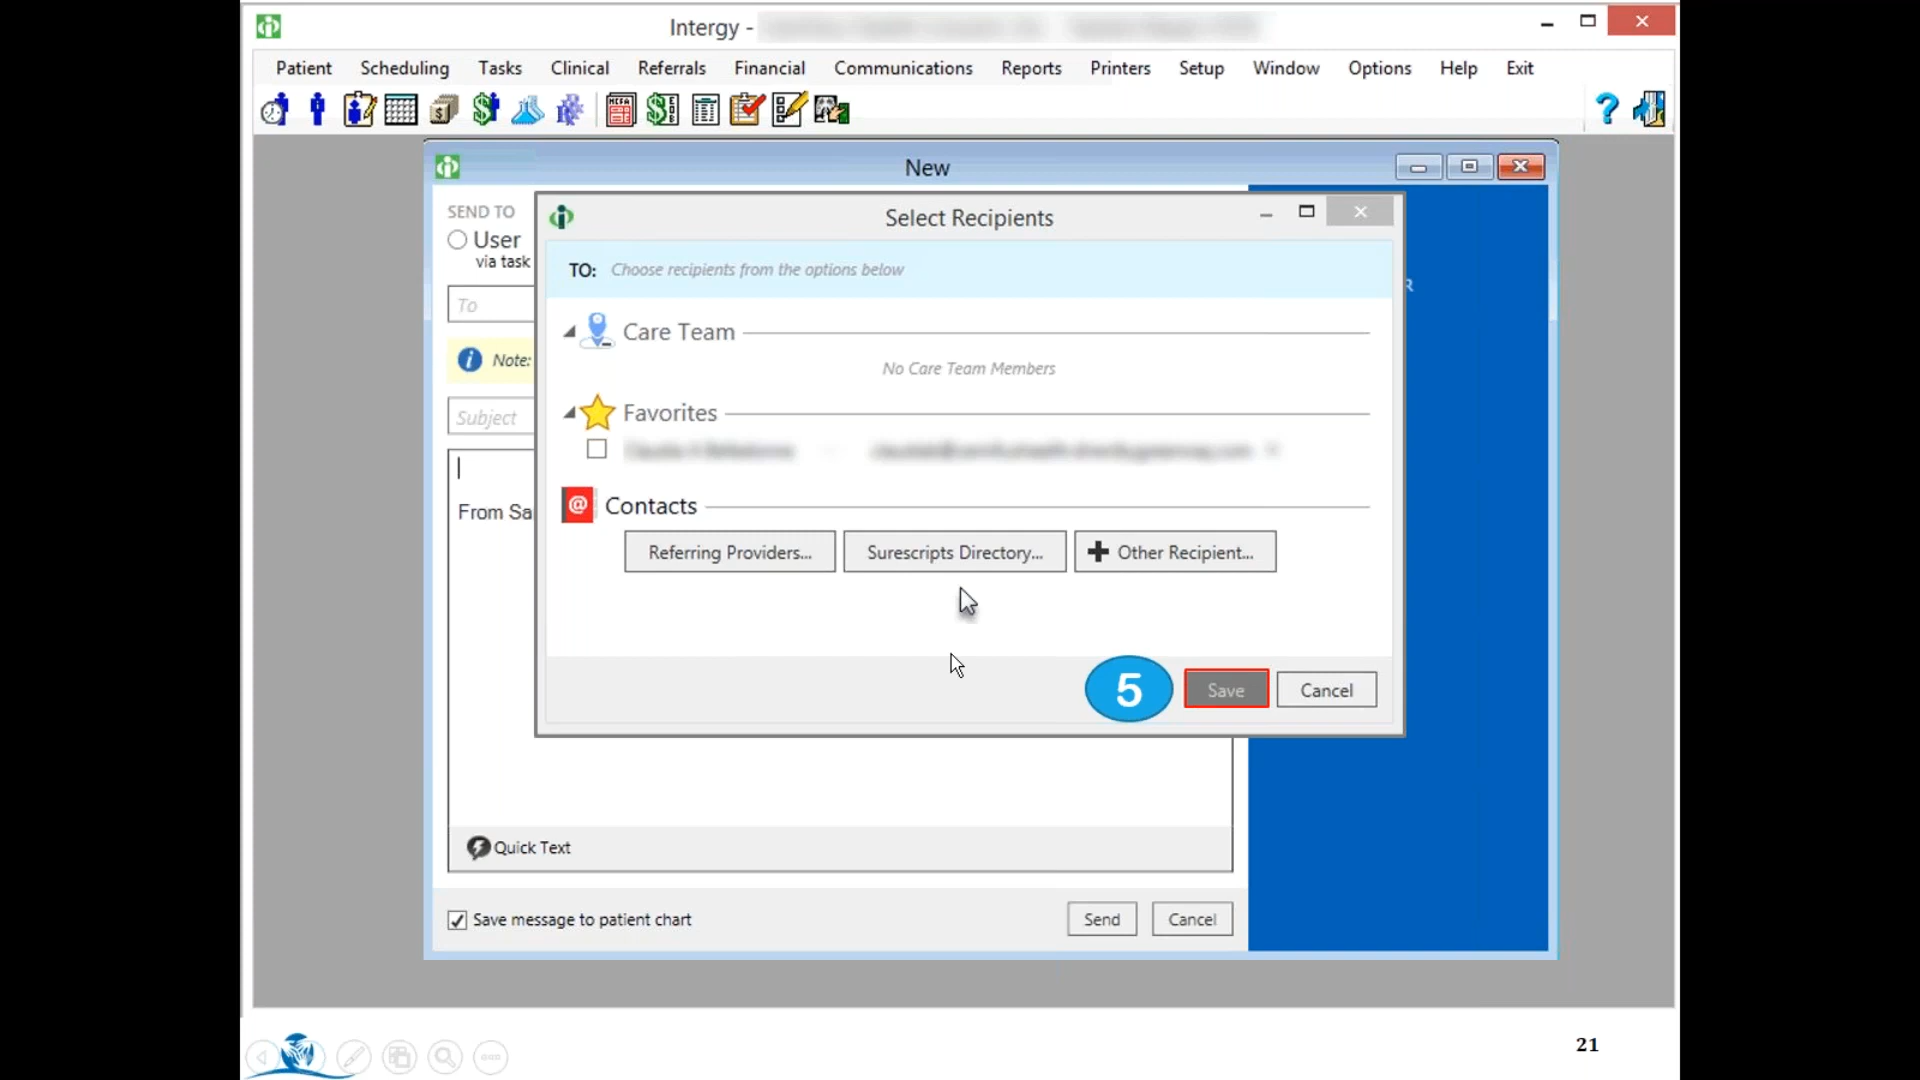 Intergy -
Patient Scheduling Tasks Clinical Referrals Financial Communications Reports Printers Setup Window Options Help Exit
New
SEND TO
User
via task
To
Note:
Subject
From Sa
Select Recipients
TO: Choose recipients from the options below
Care Team
No Care Team Members
Favorites
@ Contacts
Referring Providers... Surescripts Directory... Other Recipient...
5 Save Cancel
R
Quick Text
Save message to patient chart Send Cancel
21